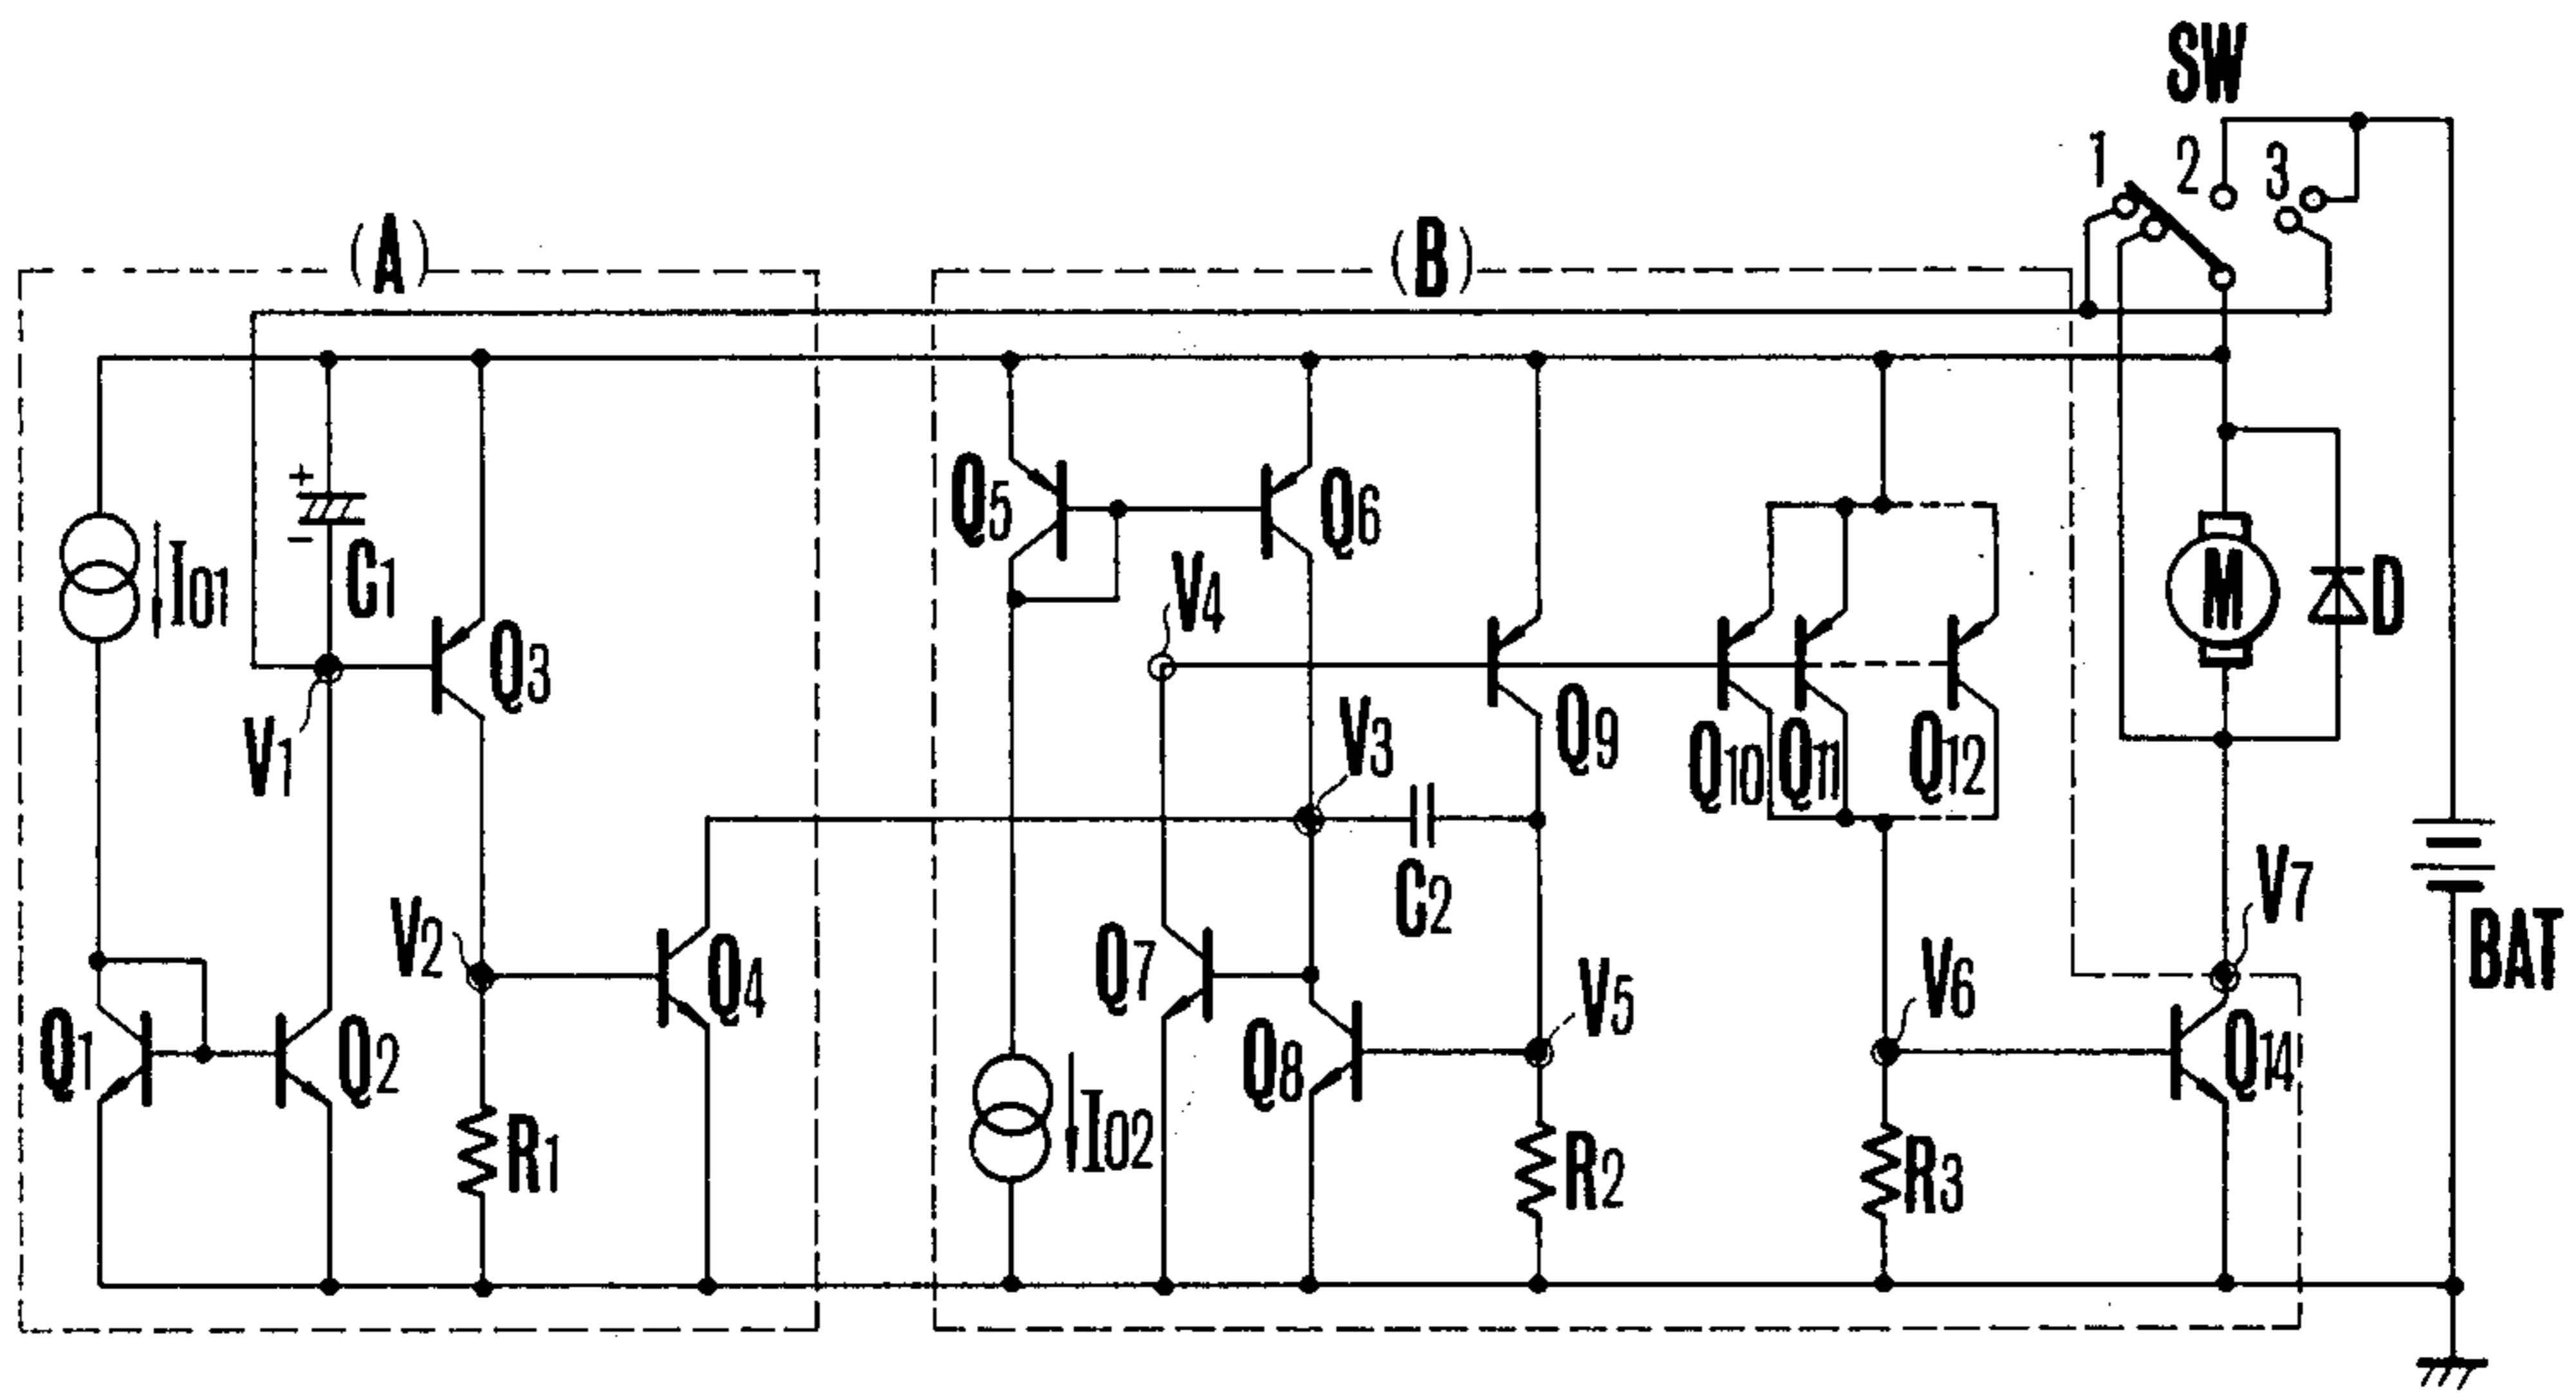 SW
1 2 3
(A) (B)
Q5 Q6
+
-
I01 C1 V4 M D
Q3
V1 V3 Q9 Q10 Q11 Q12
C2 V7
V2 Q4 Q7 V5 V6 BAT
Q1 Q2 Q8 Q14
R1 I02 R2 R3